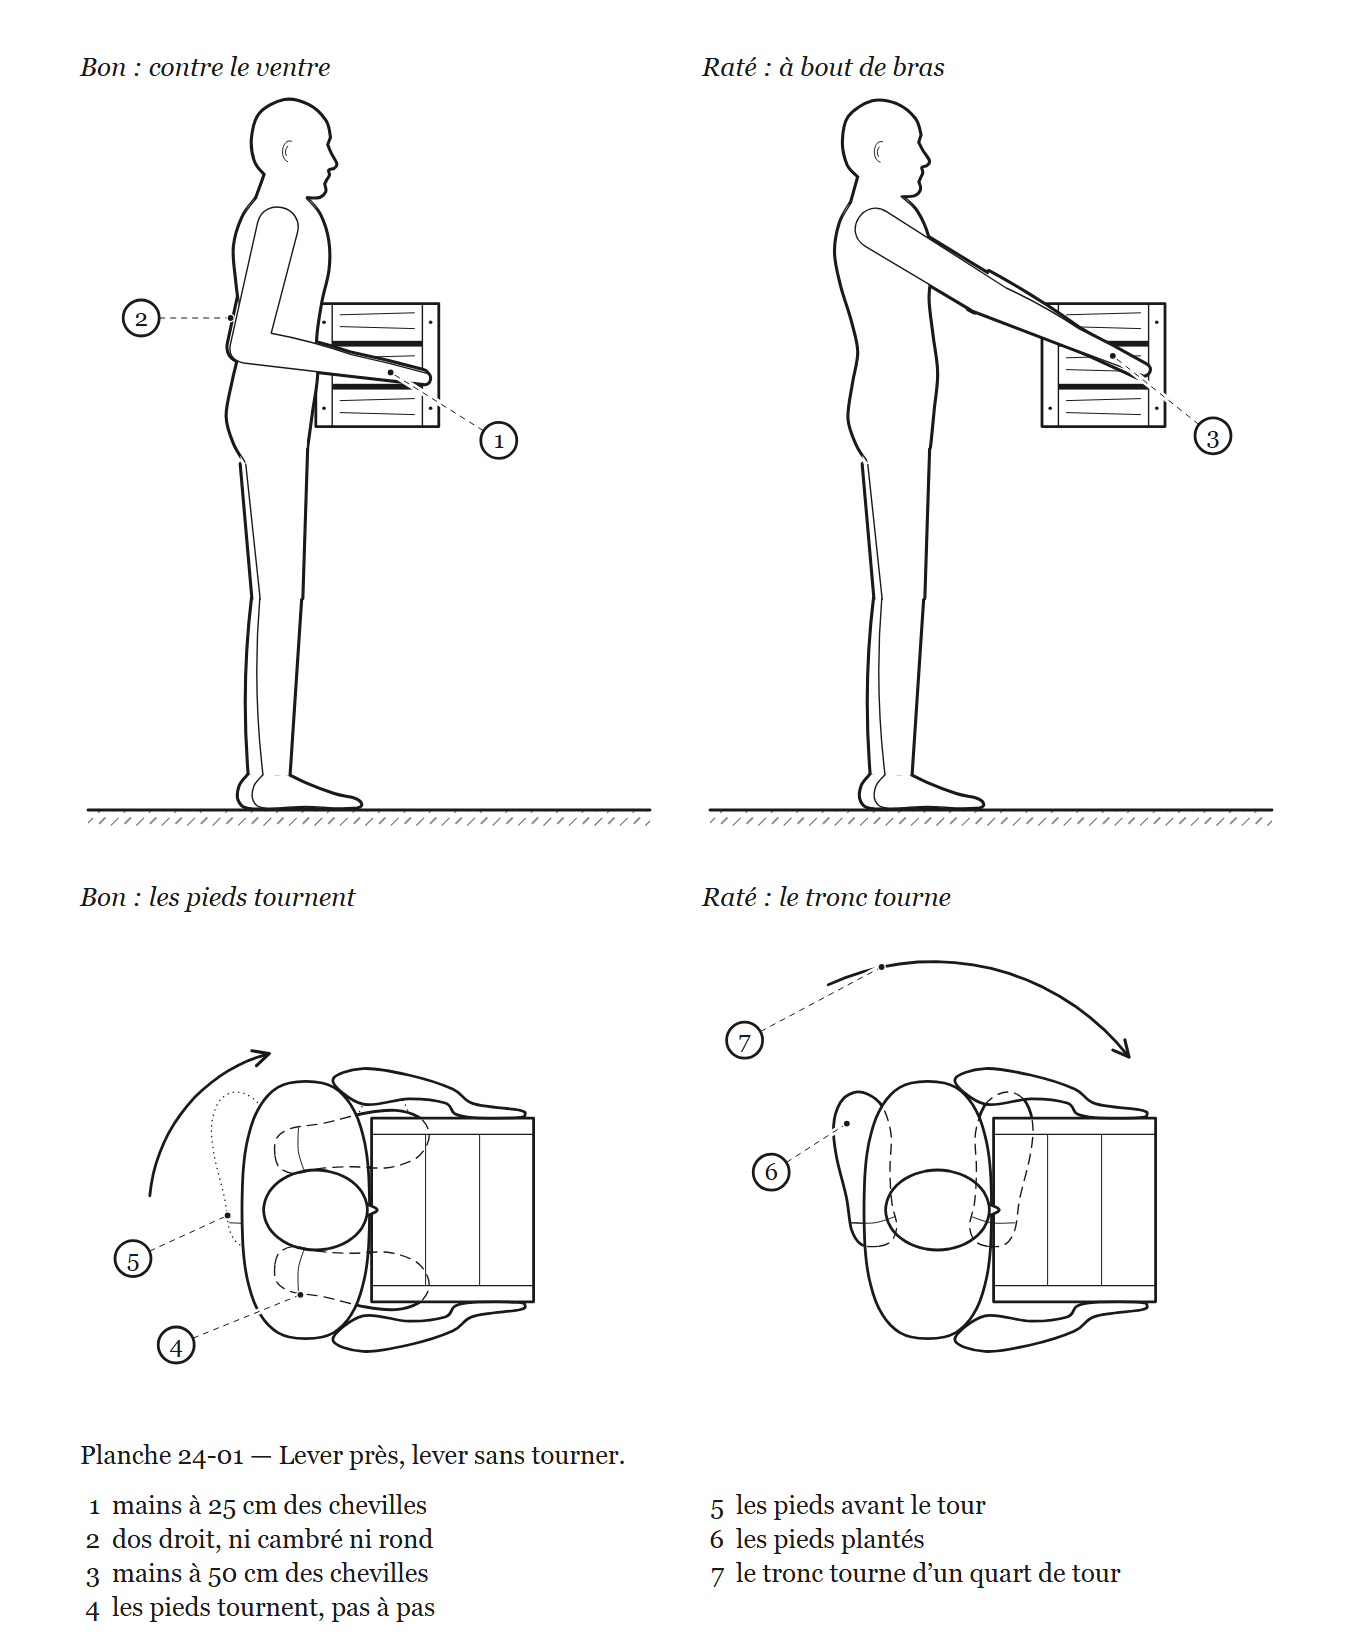 Bon : contre le ventre
Raté : à bout de bras
2
1
3
Bon : les pieds tournent
Raté : le tronc tourne
7
6
5
4
Planche 24-01 — Lever près, lever sans tourner.
1 mains à 25 cm des chevilles
2 dos droit, ni cambré ni rond
3 mains à 50 cm des chevilles
4 les pieds tournent, pas à pas
5 les pieds avant le tour
6 les pieds plantés
7 le tronc tourne d’un quart de tour